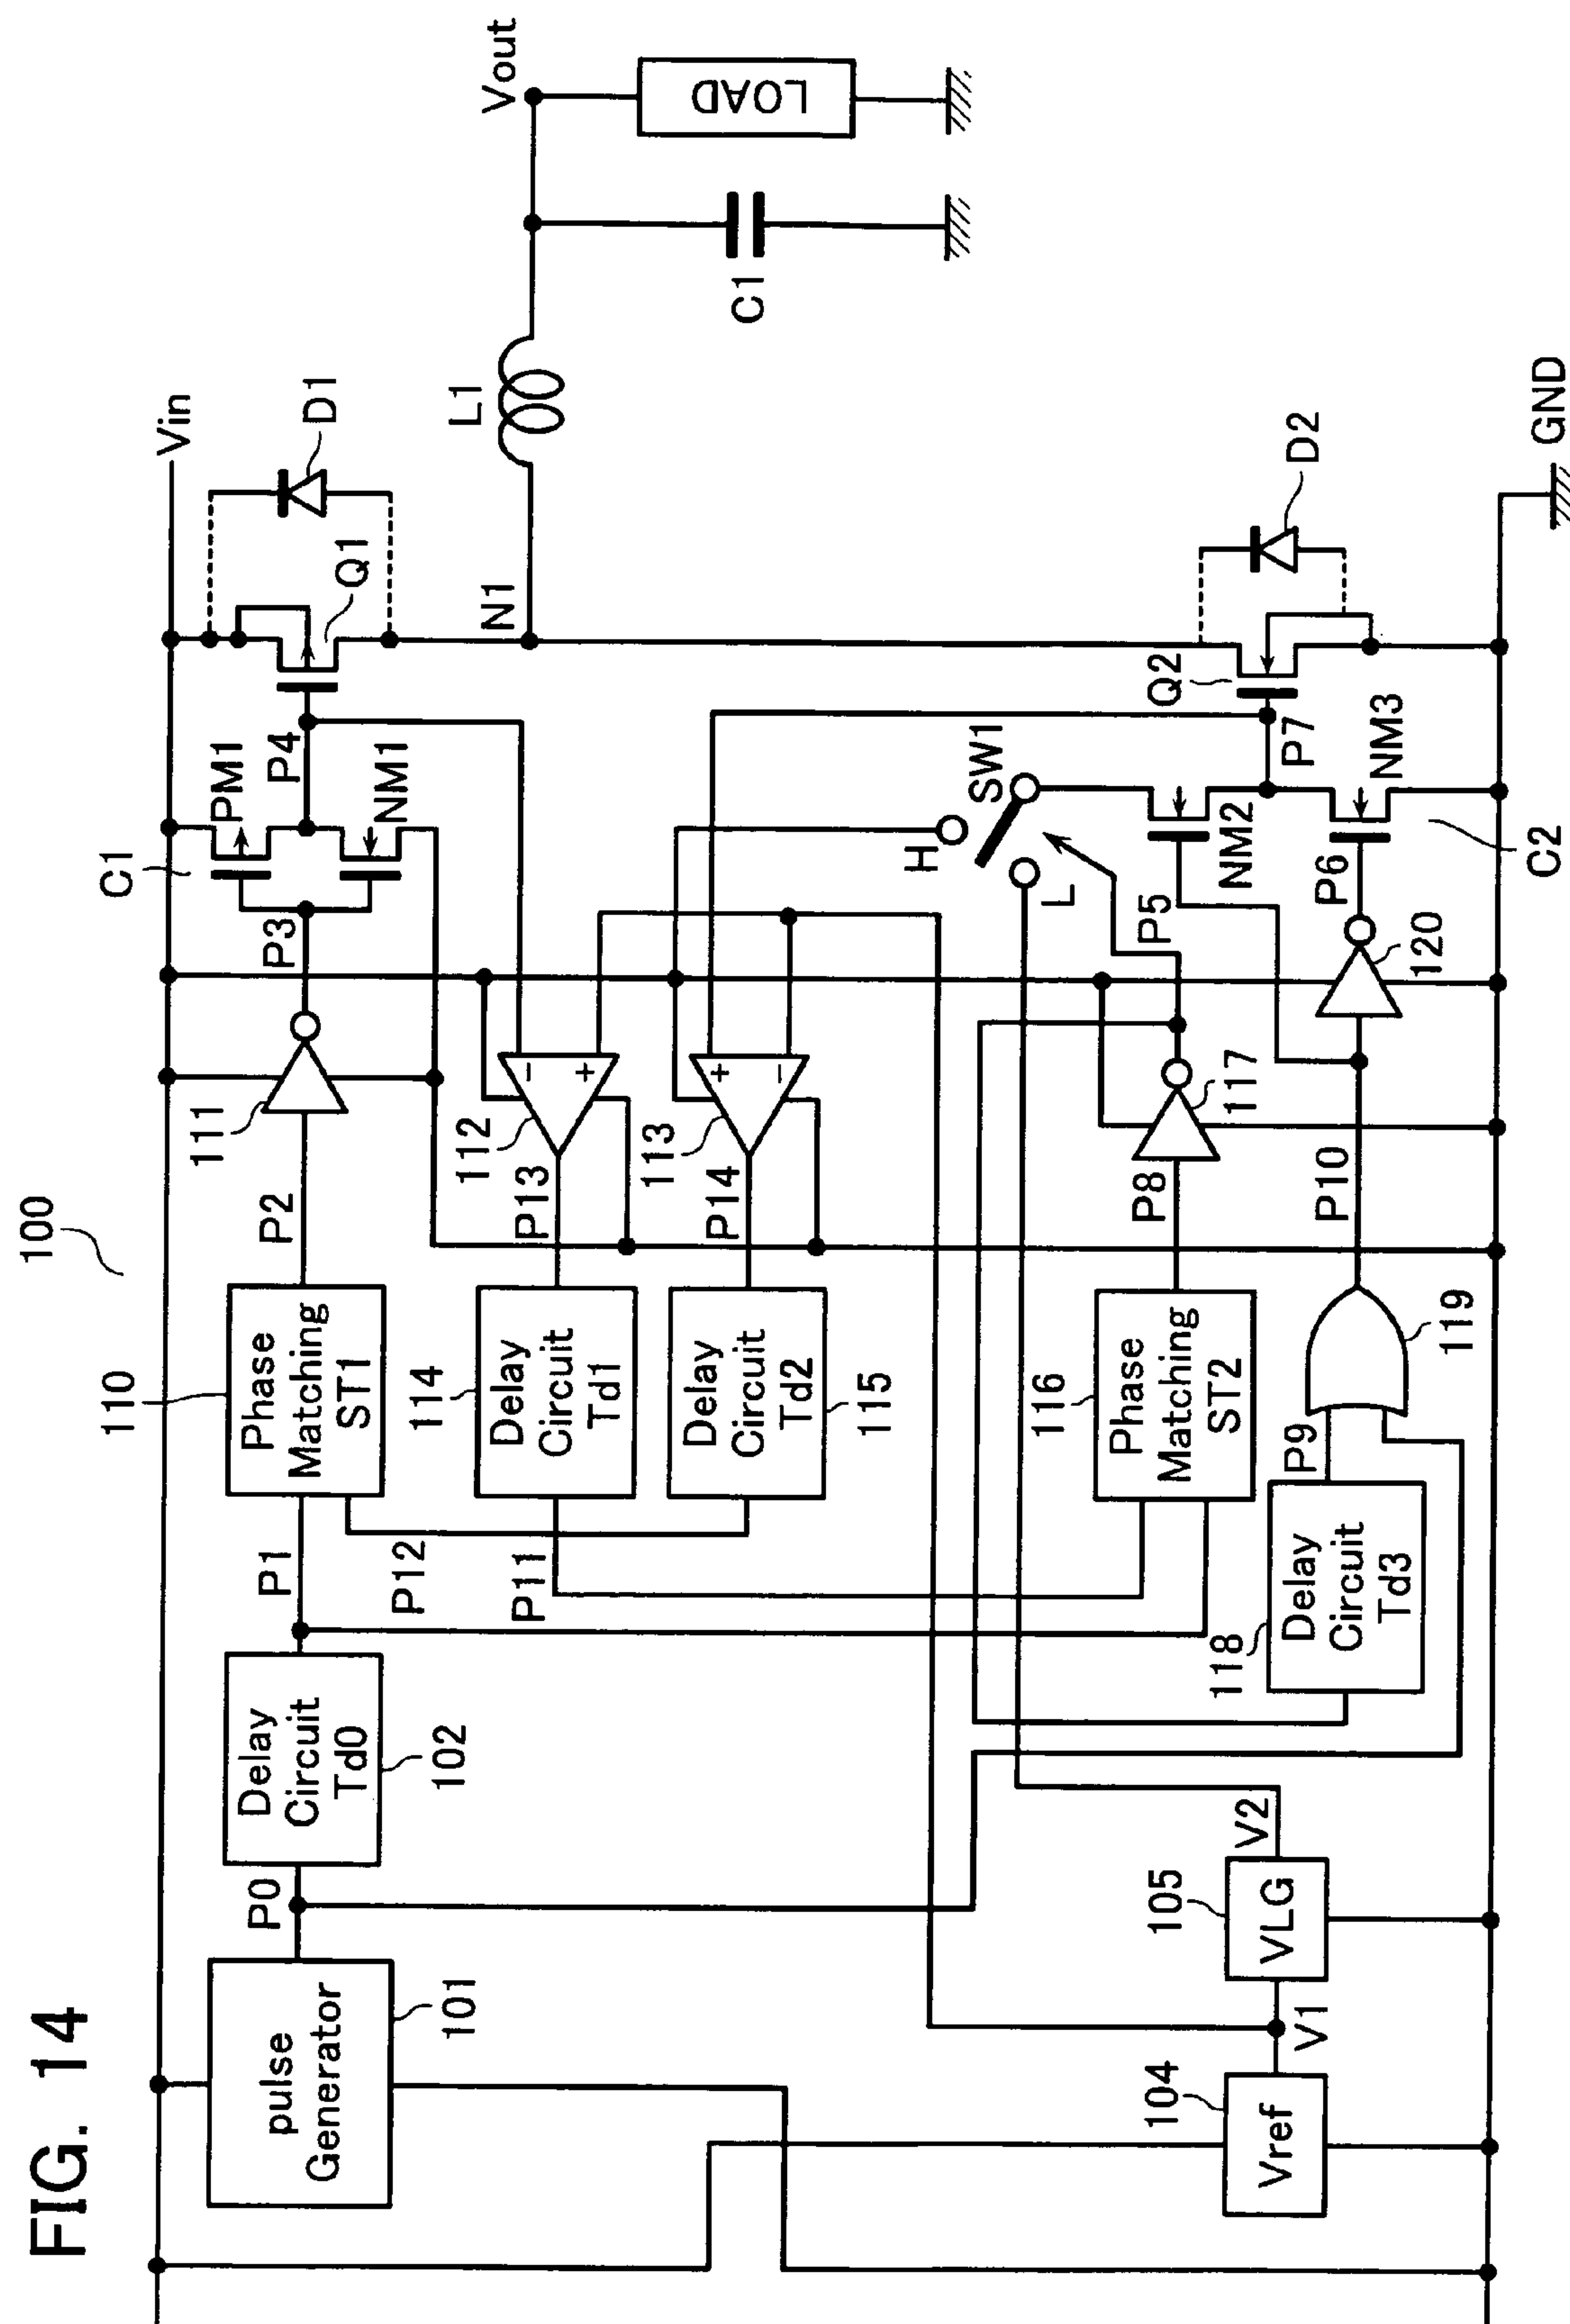 FIG. 14
100
Vin
pulse
Generator
101
P0
Delay
Circuit
Td0
102
P1
P12
P11
110
Phase
Matching
ST1
P2
111
P3
C1
PM1
P4
NM1
Q1
D1
N1
L1
Vout
LOAD
C1
114
Delay
Circuit
Td1
P13
112
-
+
Delay
Circuit
Td2
115
P14
113
+
-
H
SW1
L
104
Vref
V1
105
VLG
V2
116
Phase
Matching
ST2
P8
117
P5
NM2
Q2
P7
D2
118
Delay
Circuit
Td3
P9
119
P10
120
P6
NM3
C2
GND